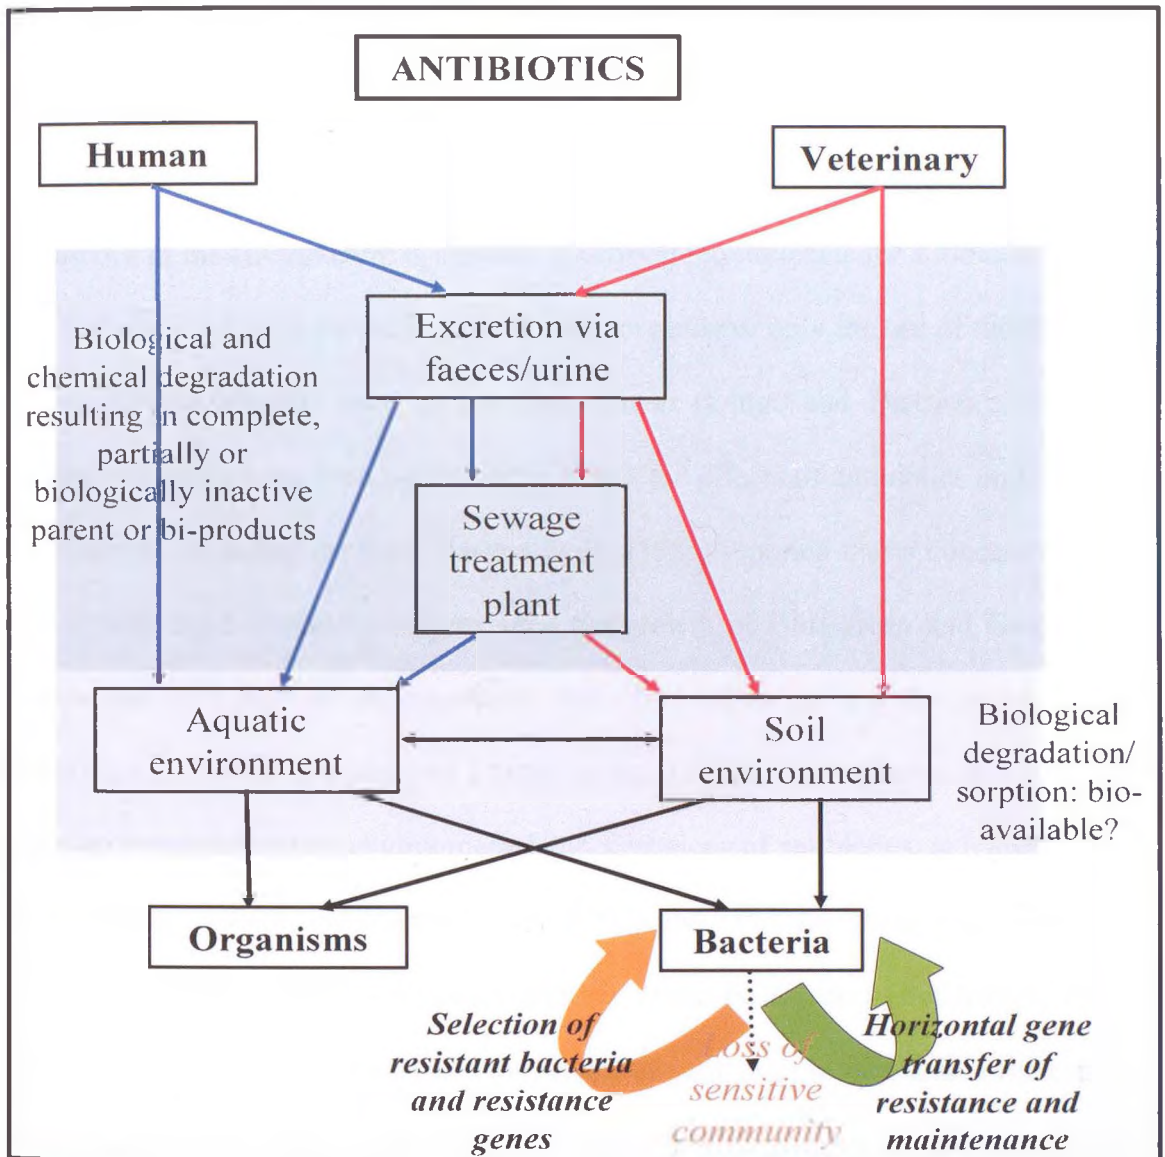 ANTIBIOTICS
Human
Veterinary
Excretion via
faeces/urine
Biological and
chemical degradation
resulting in complete,
partially or
biologically inactive
parent or bi-products
Sewage
treatment
plant
Aquatic
environment
Soil
environment
Biological
degradation/
sorption: bio-
available?
Organisms
Bacteria
Selection of
resistant bacteria
and resistance
genes
Loss of
sensitive
community
Horizontal gene
transfer of
resistance and
maintenance